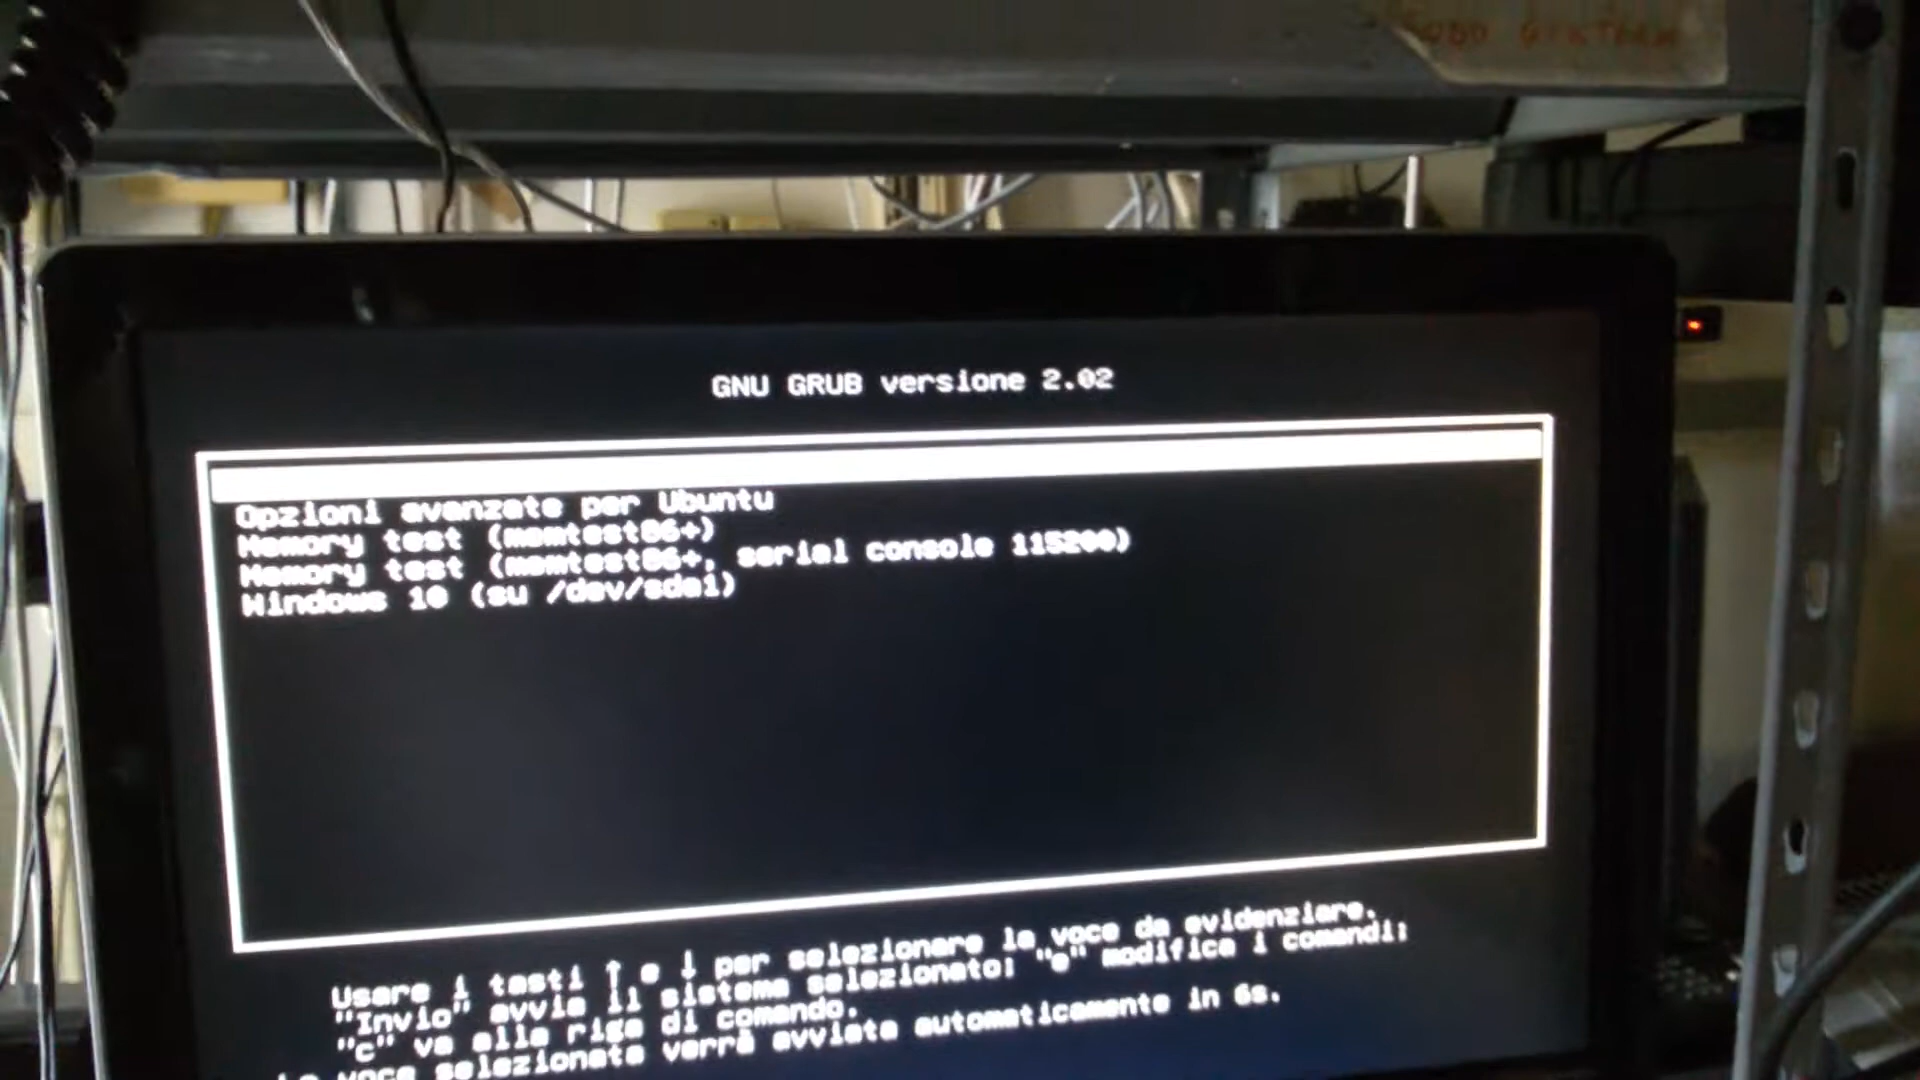 GNU GRUB versione 2.02
Opzioni avanzate per Ubuntu
Memory test (memtest86+)
Memory test (memtest86+, serial console 115200)
Windows 10 (su /dev/sda1)
Usare i tasti ↑ e ↓ per selezionare la voce da evidenziare.
"Invio" avvia il sistema selezionato; "e" modifica i comandi;
"c" va alla riga di comando.
La voce selezionata verrà avviata automaticamente in 6s.